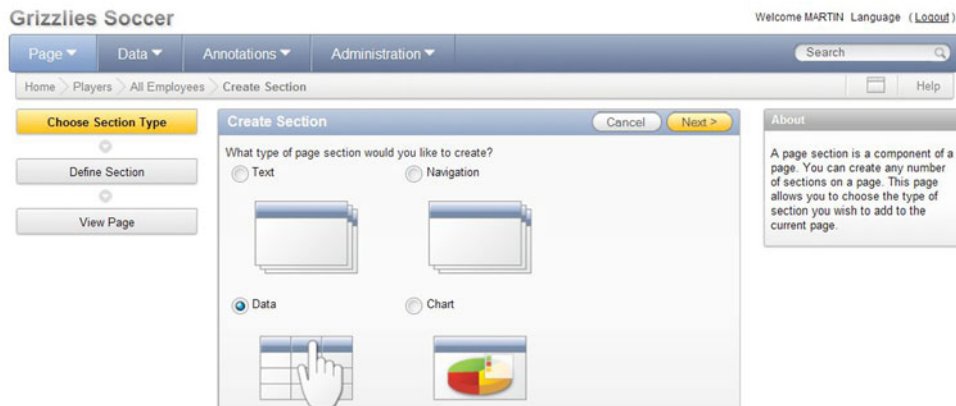 Grizzlies Soccer
Welcome MARTIN Language (Logout)
Page Data Annotations Administration
Search
Home Players All Employees Create Section
Help
Choose Section Type
Define Section
View Page
Create Section
Cancel Next >
What type of page section would you like to create?
Text Navigation
Data Chart
About
A page section is a component of a
page. You can create any number
of sections on a page. This page
allows you to choose the type of
section you wish to add to the
current page.